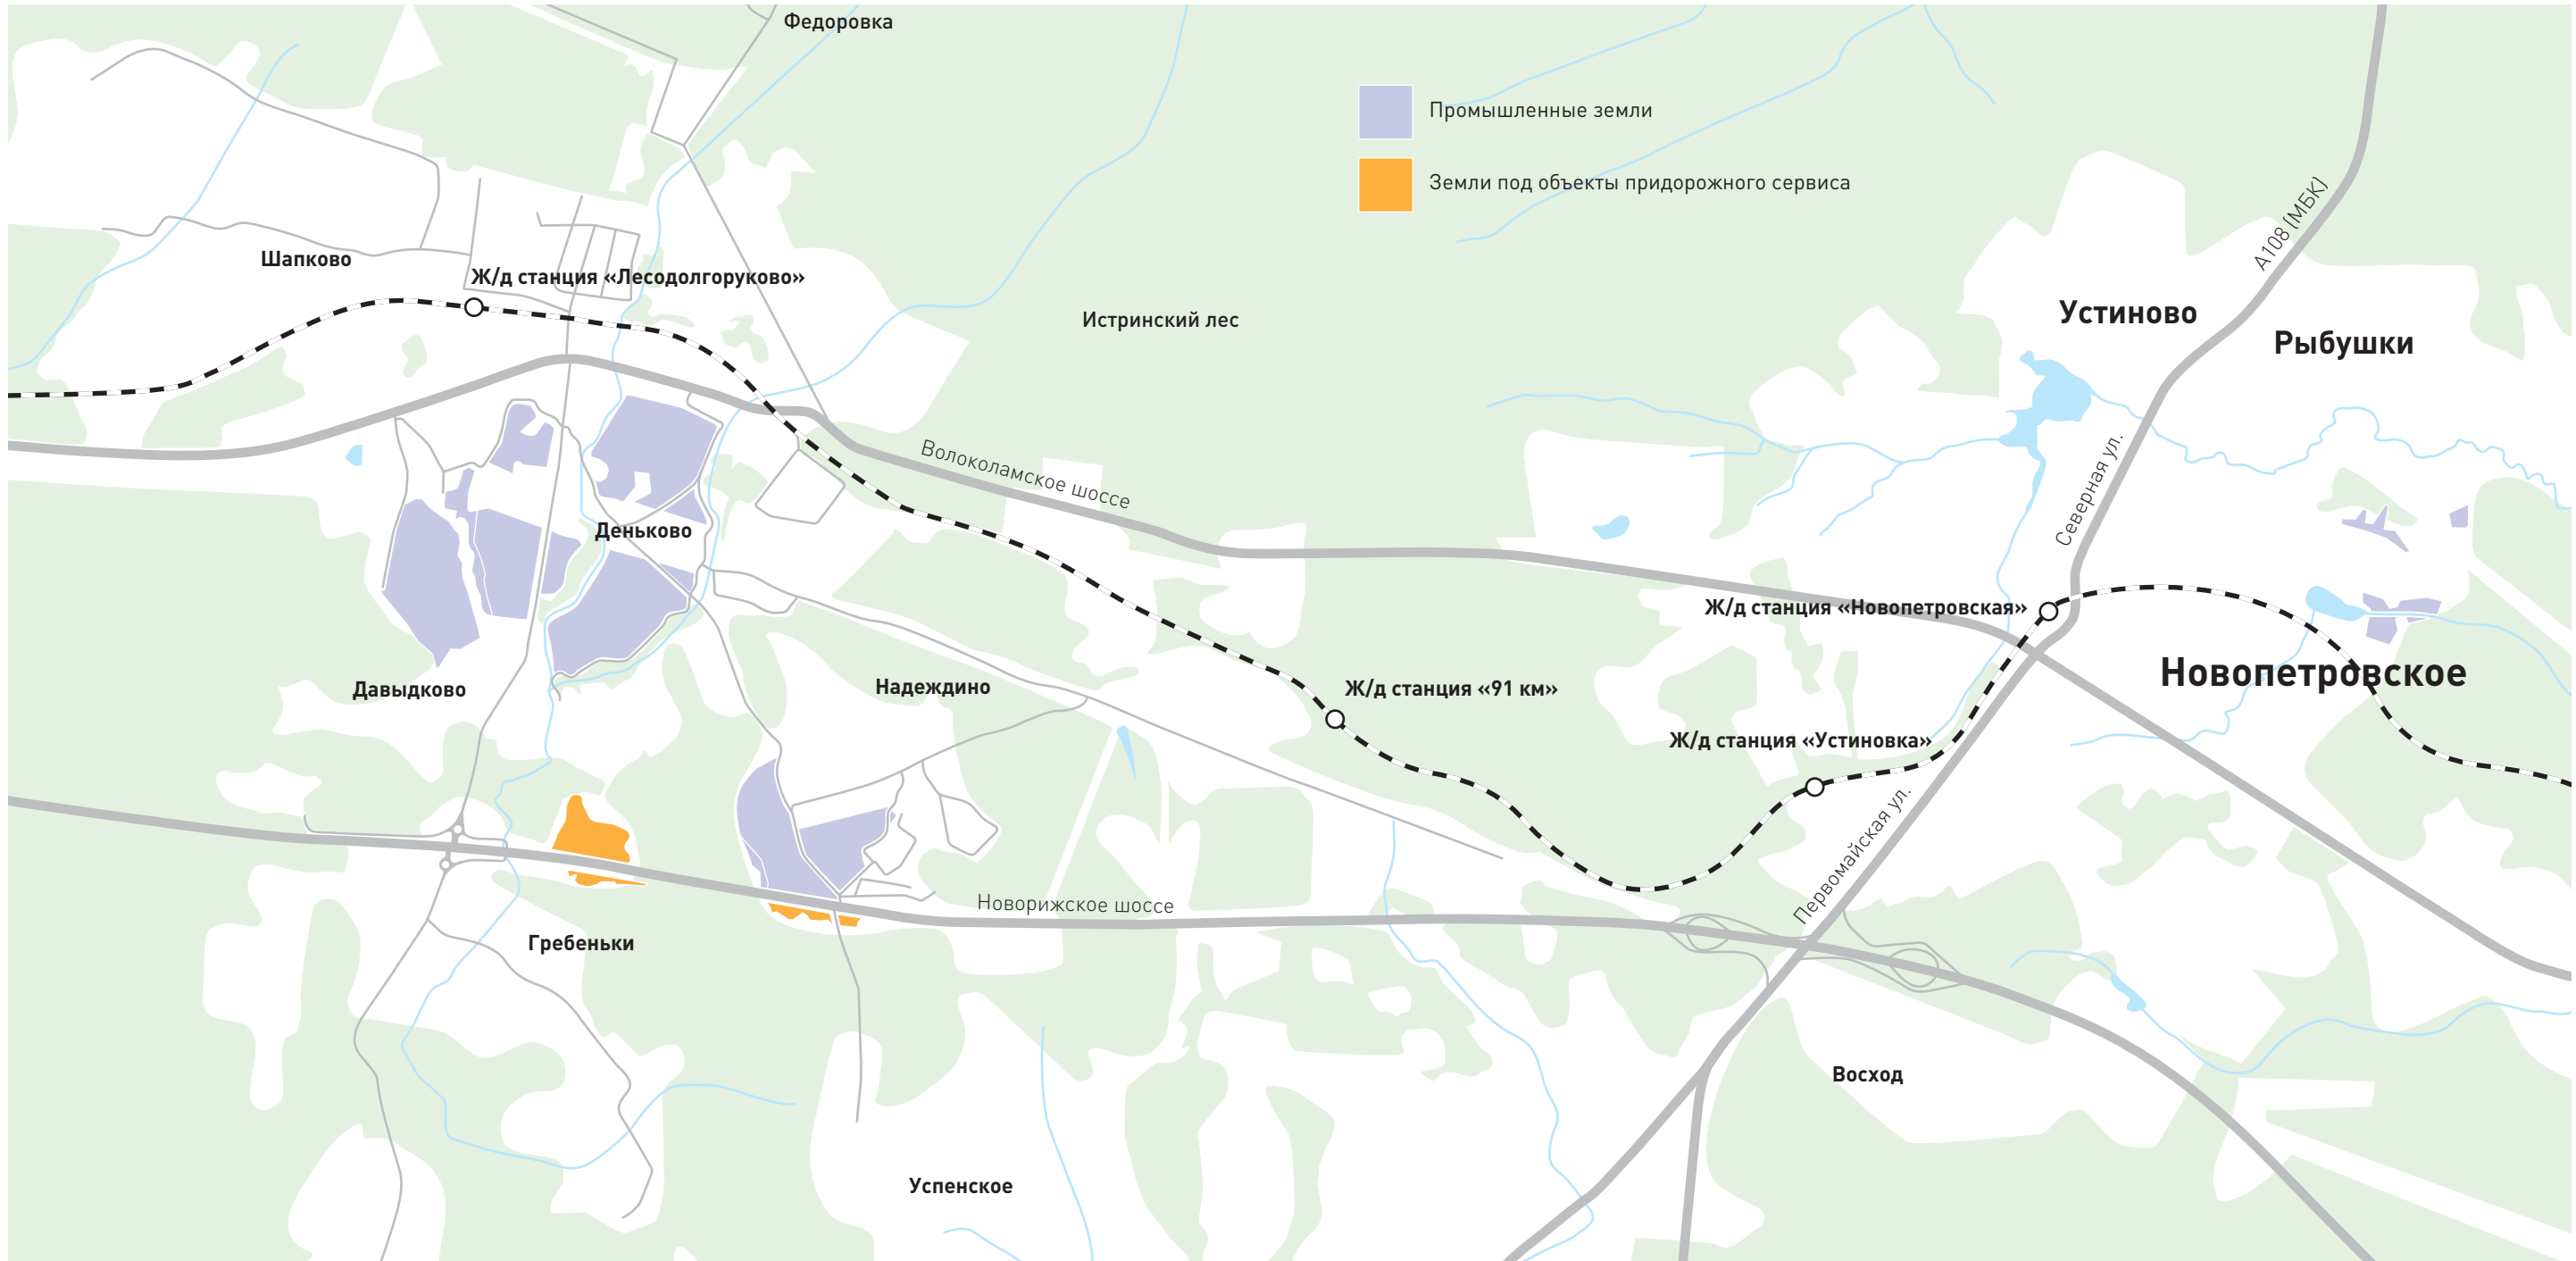 Федоровка
Промышленные земли
Земли под объекты придорожного сервиса
А108 (МБК)
Шапково
Ж/д станция «Лесодолгоруково»
Истринский лес
Устиново
Рыбушки
Волоколамское шоссе
Северная ул.
Деньково
Ж/д станция «Новопетровская»
Новопетровское
Давыдково
Надеждино
Ж/д станция «91 км»
Ж/д станция «Устиновка»
Первомайская ул.
Новорижское шоссе
Гребеньки
Восход
Успенское